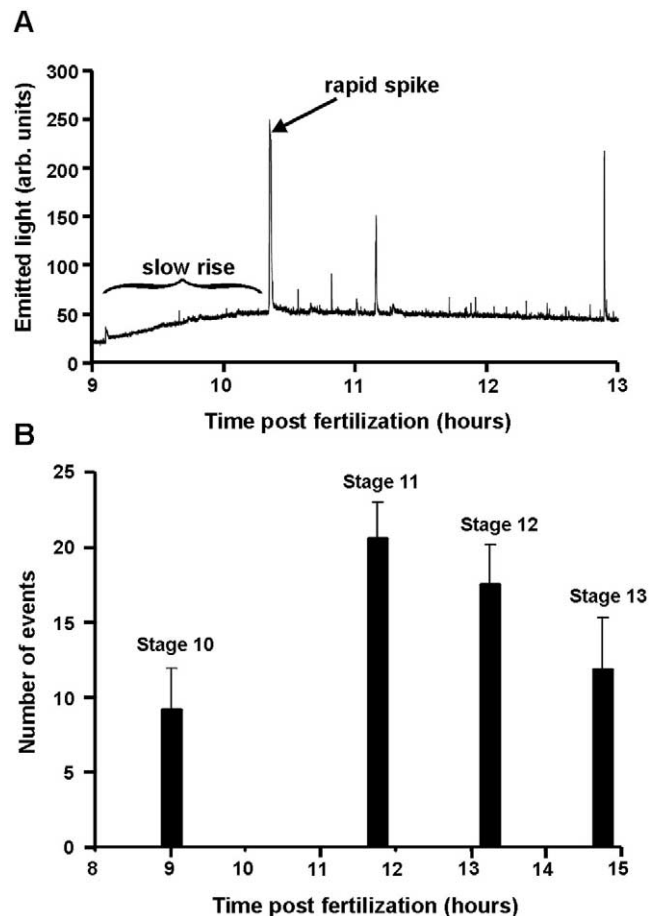 A
Emitted light (arb. units)
300
250
200
150
100
50
0
rapid spike
slow rise
9 10 11 12 13
Time post fertilization (hours)
B
Number of events
25
20
15
10
5
0
Stage 10
Stage 11
Stage 12
Stage 13
8 9 10 11 12 13 14 15
Time post fertilization (hours)